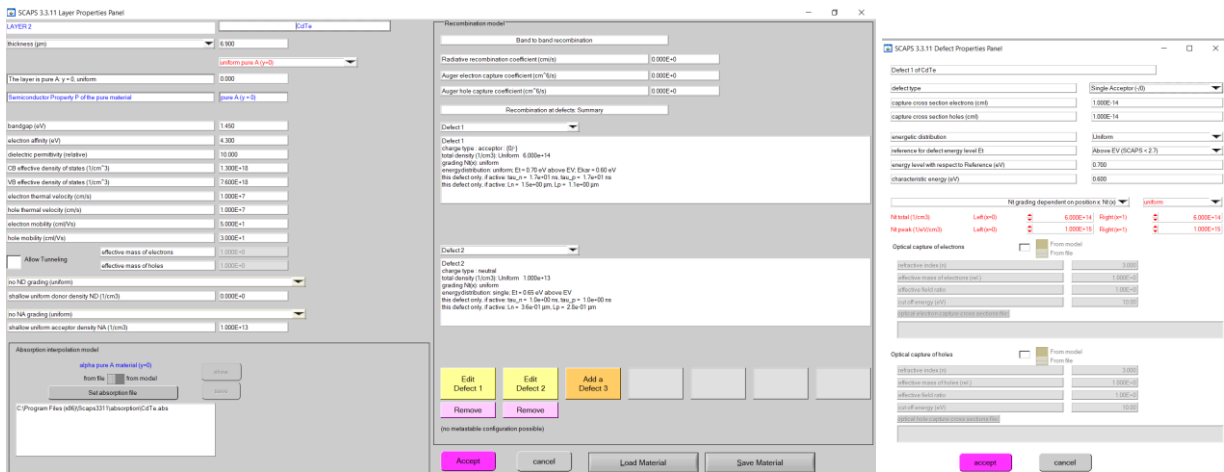 SCAPS 3.3.11 Layer Properties Panel
LAYER 2
CdTe
thickness (µm)
6.900
uniform pure A (y=0)
The layer is pure A: y = 0, uniform
0.000
Semiconductor Property P of the pure material
pure A (y = 0)
bandgap (eV)
1.450
electron affinity (eV)
4.300
dielectric permittivity (relative)
10.000
CB effective density of states (1/cm^3)
1.300E+18
VB effective density of states (1/cm^3)
7.600E+18
electron thermal velocity (cm/s)
1.000E+7
hole thermal velocity (cm/s)
1.000E+7
electron mobility (cm²/Vs)
5.000E+1
hole mobility (cm²/Vs)
3.000E+1
Allow Tunneling
effective mass of electrons
1.000E+0
effective mass of holes
1.000E+0
no ND grading (uniform)
shallow uniform donor density ND (1/cm3)
0.000E+0
no NA grading (uniform)
shallow uniform acceptor density NA (1/cm3)
1.000E+13
Absorption interpolation model
alpha pure A material (y=0)
from file
from model
Set absorption file
show
save
C:\Program Files (x86)\Scaps3311\absorption\CdTe.abs
Recombination model
Band to band recombination
Radiative recombination coefficient (cm³/s)
0.000E+0
Auger electron capture coefficient (cm^6/s)
0.000E+0
Auger hole capture coefficient (cm^6/s)
0.000E+0
Recombination at defects: Summary
Defect 1
Defect 1
charge type : acceptor : {0/-}
total density (1/cm3): Uniform 6.000e+14
grading Nt(x): uniform
energydistribution: uniform; Et = 0.70 eV above EV; Ekar = 0.60 eV
this defect only, if active: tau_n = 1.7e+01 ns, tau_p = 1.7e+01 ns
this defect only, if active: Ln = 1.5e+00 µm, Lp = 1.1e+00 µm
Defect 2
Defect 2
charge type : neutral
total density (1/cm3): Uniform 1.000e+13
grading Nt(x): uniform
energydistribution: single; Et = 0.65 eV above EV
this defect only, if active: tau_n = 1.0e+00 ns, tau_p = 1.0e+00 ns
this defect only, if active: Ln = 3.6e-01 µm, Lp = 2.8e-01 µm
Edit Defect 1
Edit Defect 2
Add a Defect 3
Remove
Remove
(no metastable configuration possible)
Accept
cancel
Load Material
Save Material
SCAPS 3.3.11 Defect Properties Panel
Defect 1 of CdTe
defect type
Single Acceptor (-/0)
capture cross section electrons (cm²)
1.000E-14
capture cross section holes (cm²)
1.000E-14
energetic distribution
Uniform
reference for defect energy level Et
Above EV (SCAPS < 2.7)
energy level with respect to Reference (eV)
0.700
characteristic energy (eV)
0.600
Nt grading dependent on position x: Nt(x)
uniform
Nt total (1/cm3) Left (x=0) 6.000E+14 Right (x=1) 6.000E+14
Nt peak (1/eV/cm3) Left (x=0) 1.000E+15 Right (x=1) 1.000E+15
Optical capture of electrons
From model
From file
refractive index (n)
3.000
effective mass of electrons (rel.)
1.000E+0
effective field ratio
1.00E+0
cut off energy (eV)
10.00
optical electron capture cross sections file:
Optical capture of holes
From model
From file
refractive index (n)
3.000
effective mass of holes (rel.)
1.000E+0
effective field ratio
1.00E+0
cut off energy (eV)
10.00
optical hole capture cross sections file:
accept
cancel